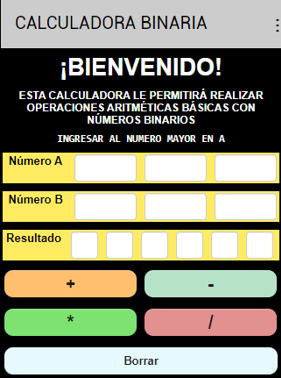 CALCULADORA BINARIA
¡BIENVENIDO!
ESTA CALCULADORA LE PERMITIRÁ REALIZAR
OPERACIONES ARITMÉTICAS BÁSICAS CON
NÚMEROS BINARIOS
INGRESAR AL NUMERO MAYOR EN A
Número A
Número B
Resultado
+ -
* /
Borrar